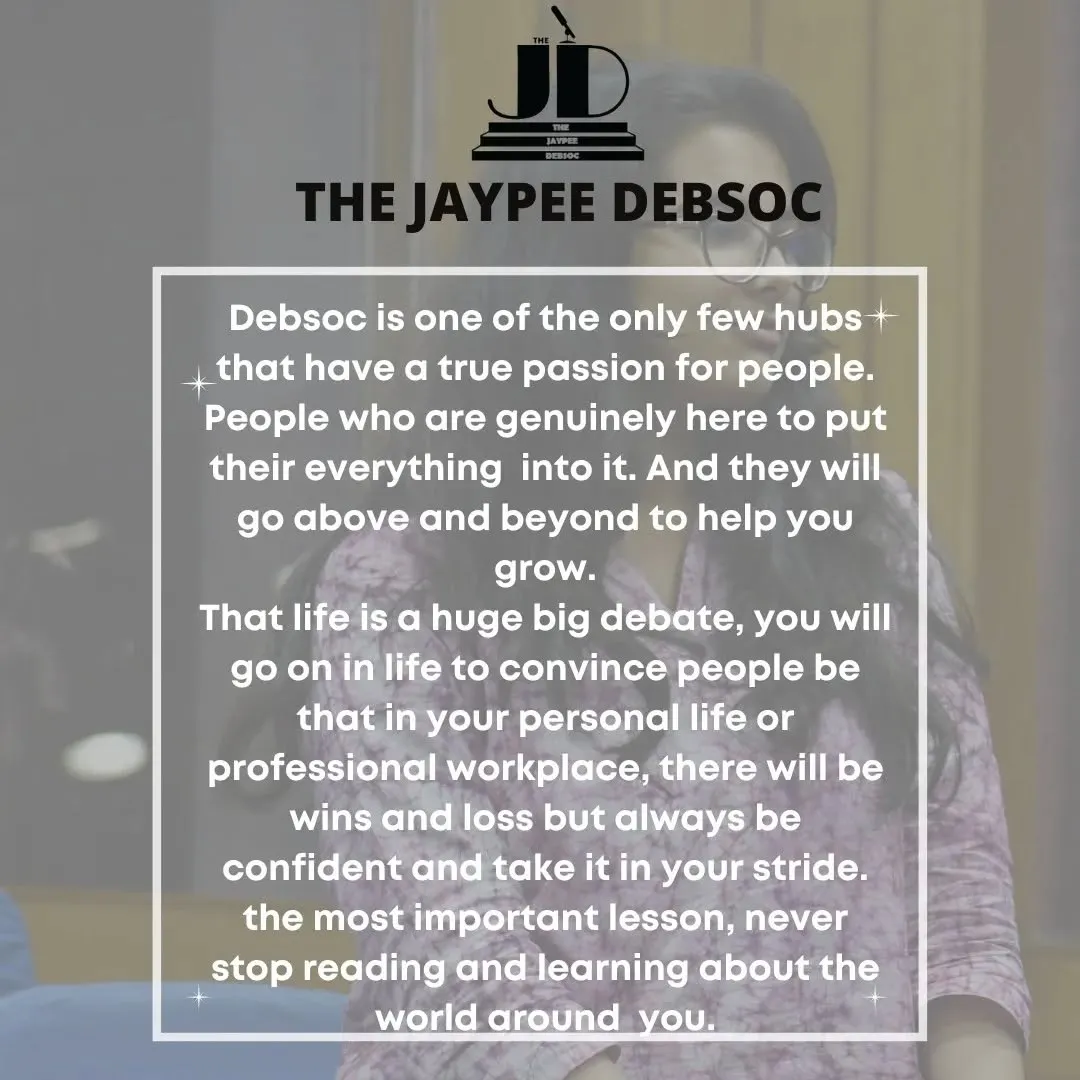 THE
JD
THE
JAYPEE
DEBSOC
THE JAYPEE DEBSOC
Debsoc is one of the only few hubs
that have a true passion for people.
People who are genuinely here to put
their everything  into it. And they will
go above and beyond to help you
grow.
That life is a huge big debate, you will
go on in life to convince people be
that in your personal life or
professional workplace, there will be
wins and loss but always be
confident and take it in your stride.
the most important lesson, never
stop reading and learning about the
world around  you.